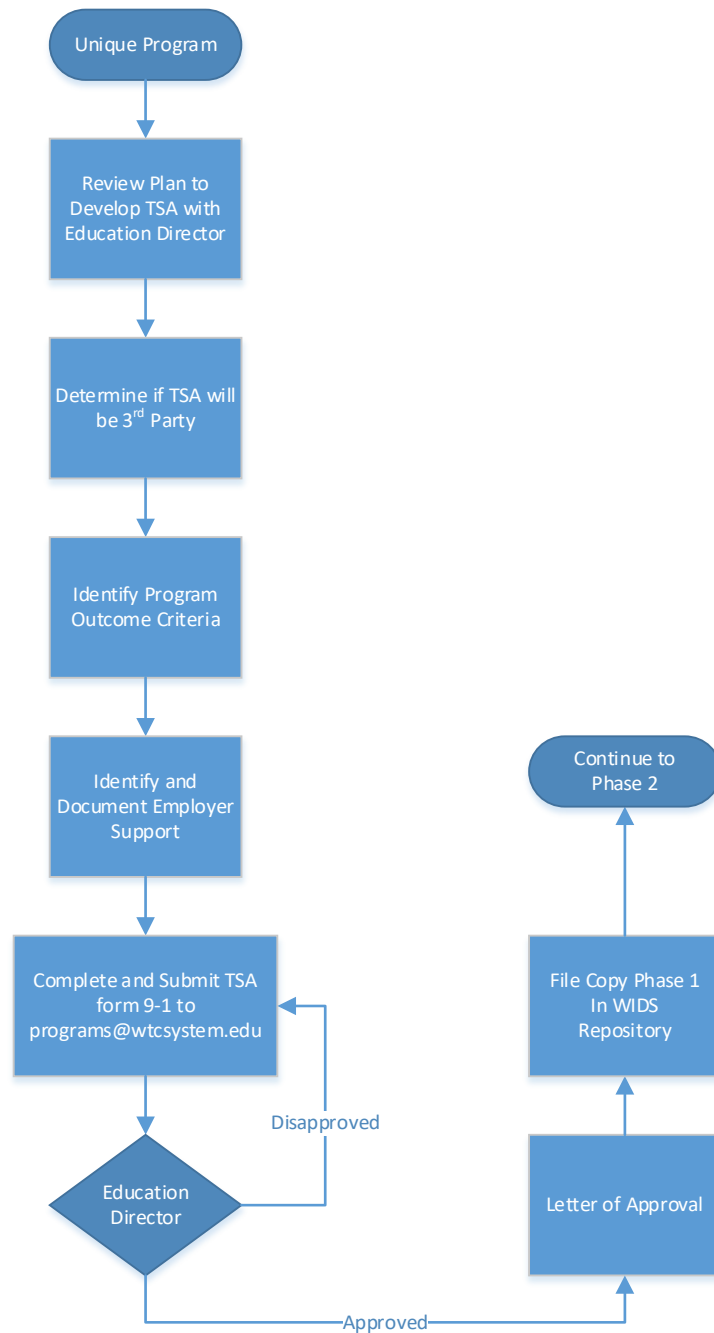 Unique Program
Review Plan to
Develop TSA with
Education Director
Determine if TSA will
be 3rd Party
Identify Program
Outcome Criteria
Identify and
Document Employer
Support
Complete and Submit TSA
form 9-1 to
programs@wtcsystem.edu
Disapproved
Education
Director
Approved
Letter of Approval
File Copy Phase 1
In WIDS
Repository
Continue to
Phase 2